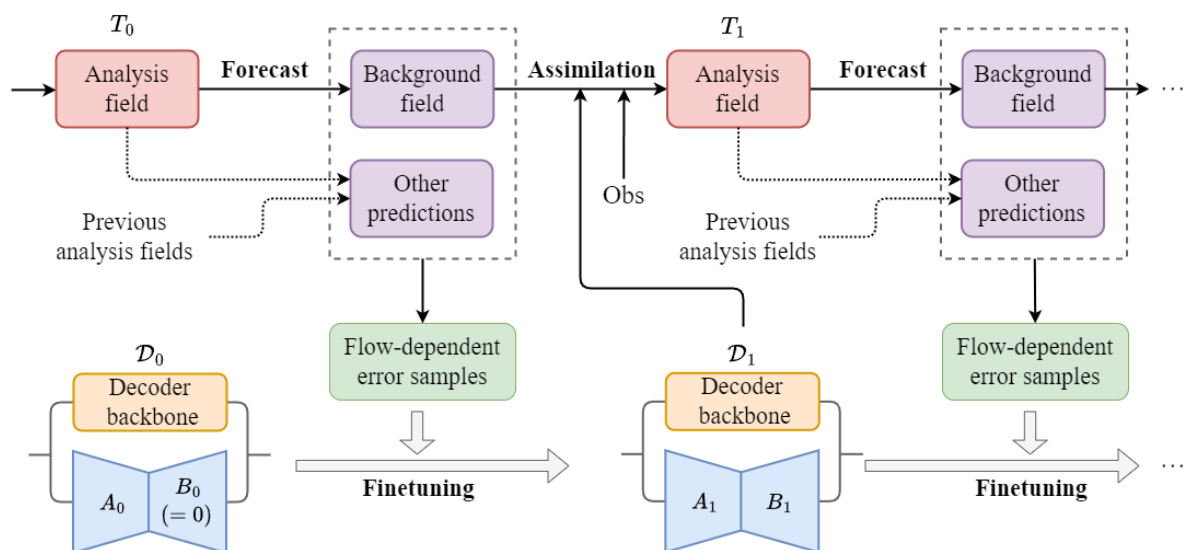 T₀
T₁
Analysis
field
Forecast
Background
field
Assimilation
Analysis
field
Forecast
Background
field
...
Other
predictions
Obs
Other
predictions
Previous
analysis fields
Previous
analysis fields
Flow-dependent
error samples
Flow-dependent
error samples
𝒟₀
Decoder
backbone
𝒟₁
Decoder
backbone
A₀
B₀
(= 0)
Finetuning
A₁
B₁
Finetuning
...